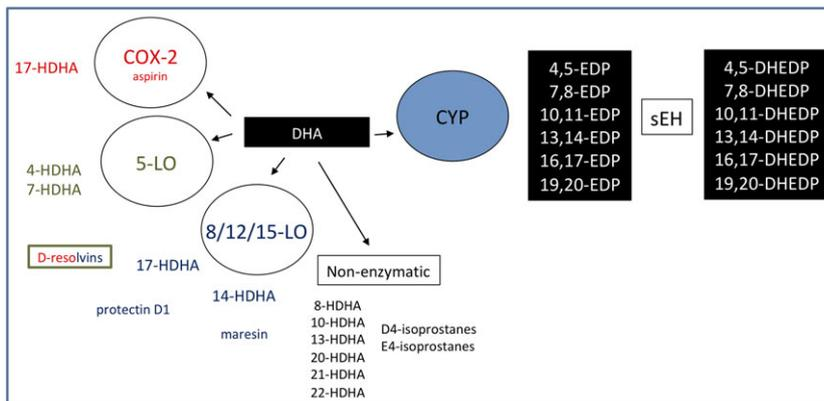 COX-2
aspirin
17-HDHA
DHA
CYP
4,5-EDP
7,8-EDP
10,11-EDP
13,14-EDP
16,17-EDP
19,20-EDP
sEH
4,5-DHEDP
7,8-DHEDP
10,11-DHEDP
13,14-DHEDP
16,17-DHEDP
19,20-DHEDP
5-LO
4-HDHA
7-HDHA
8/12/15-LO
D-resolvins
17-HDHA
14-HDHA
protectin D1
maresin
Non-enzymatic
8-HDHA
10-HDHA
13-HDHA
20-HDHA
21-HDHA
22-HDHA
D4-isoprostanes
E4-isoprostanes